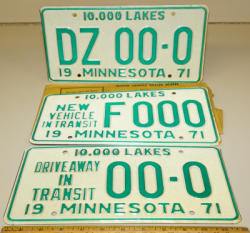 10,000 LAKES
DZ 00-0
19 MINNESOTA 71
10,000 LAKES
NEW
VEHICLE
IN TRANSIT
F000
19 MINNESOTA 71
10,000 LAKES
DRIVEAWAY
IN
TRANSIT
00-0
19 MINNESOTA 71